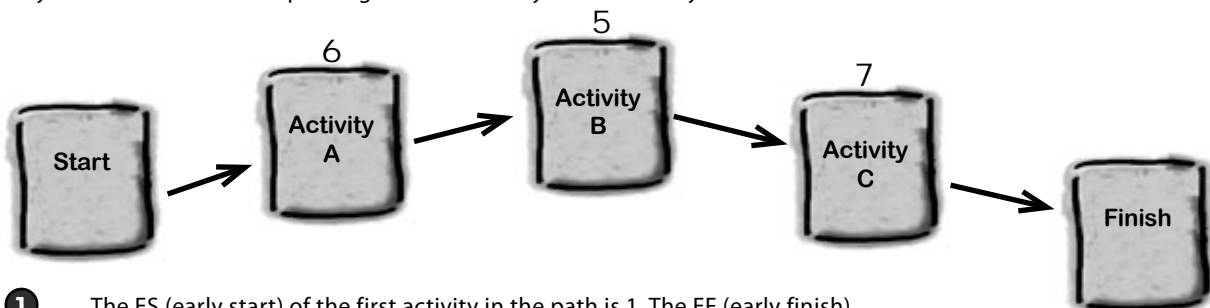 5
6
7
Activity
B
Activity
A
Activity
C
Start
Finish
1 The ES (early start) of the first activity in the path is 1. The EF (early finish)